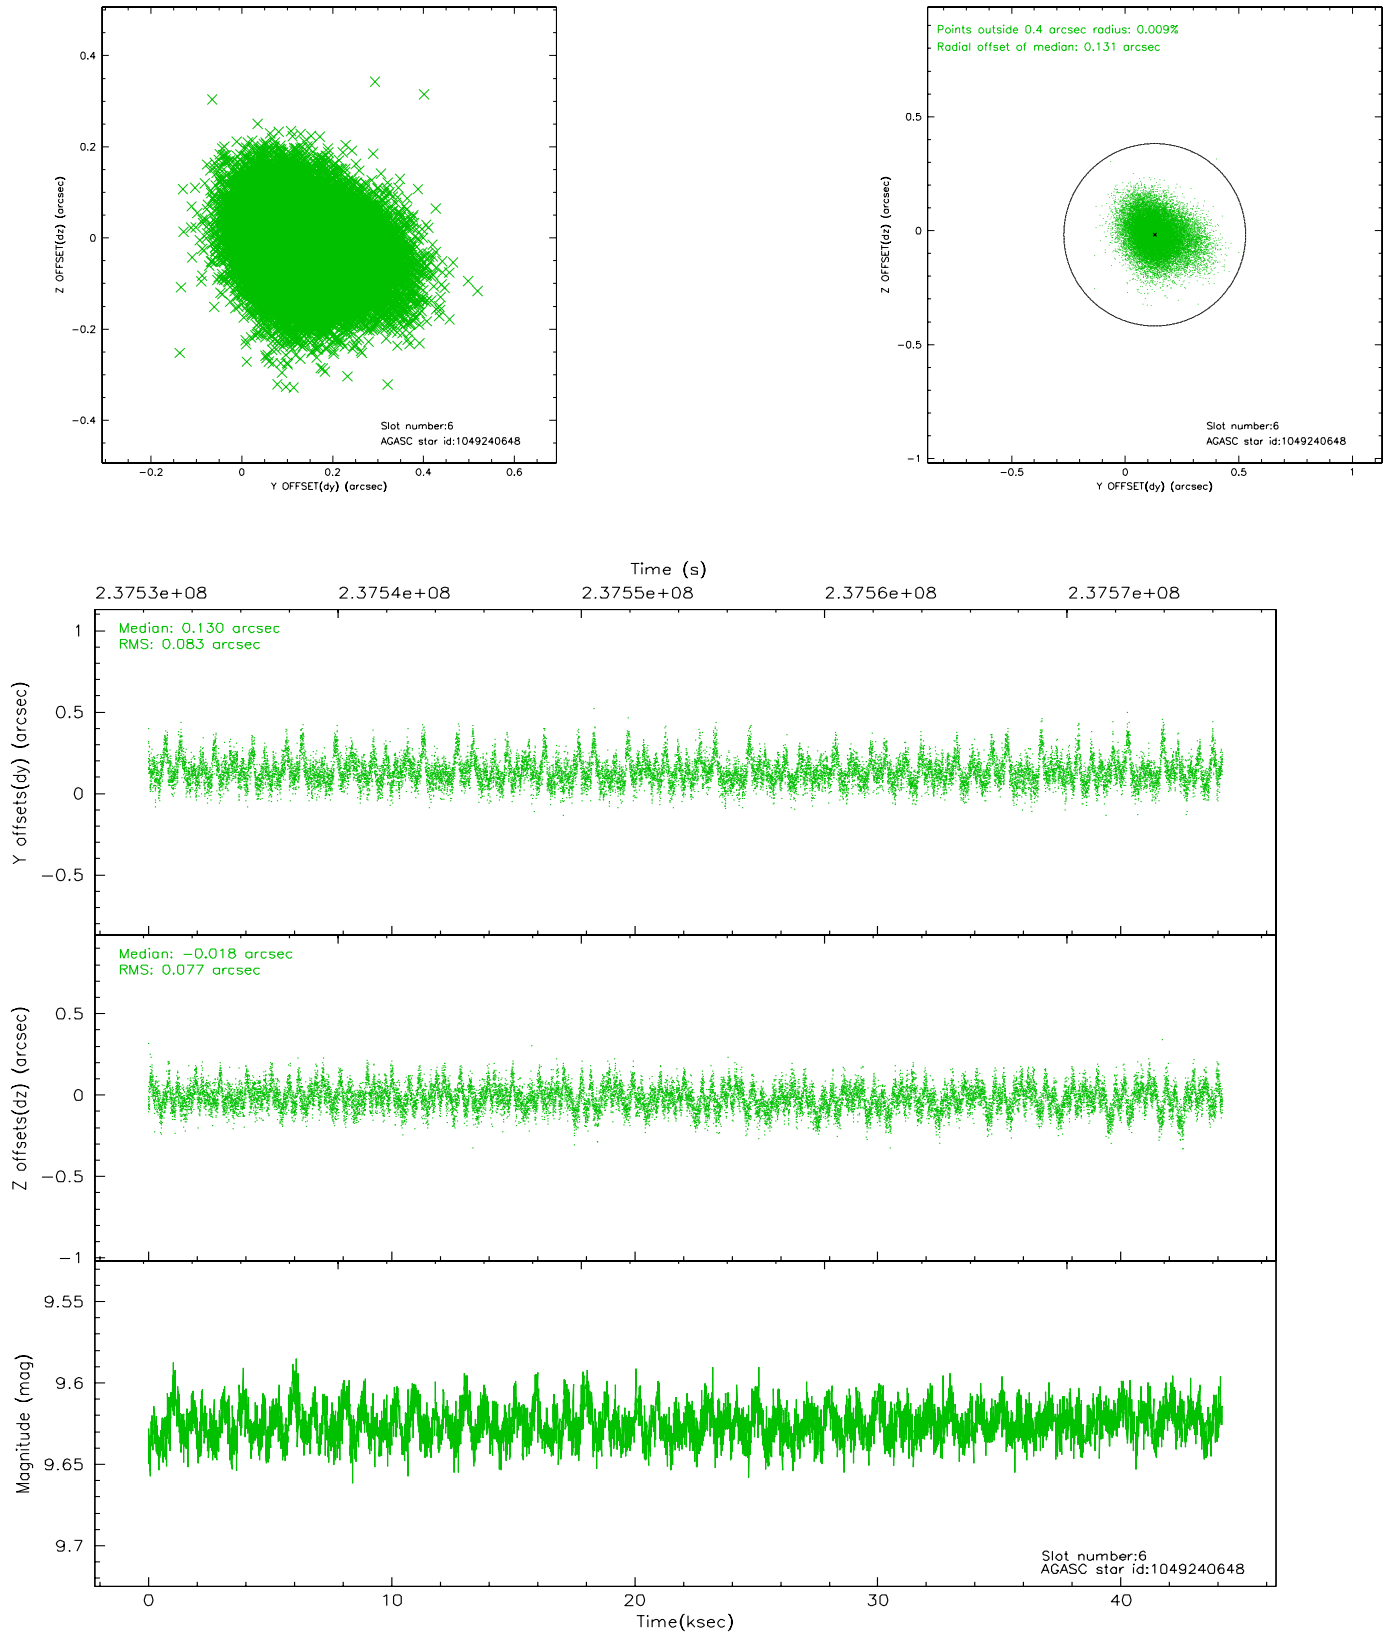 0.4
0.2
0
−0.2
−0.4
Z OFFSET(dz) (arcsec)
−0.2 0 0.2 0.4 0.6
Y OFFSET(dy) (arcsec)
Slot number:6
AGASC star id:1049240648
Points outside 0.4 arcsec radius: 0.009%
Radial offset of median: 0.131 arcsec
0.5
0
−0.5
−1
Z OFFSET(dz) (arcsec)
−0.5 0 0.5 1
Y OFFSET(dy) (arcsec)
Slot number:6
AGASC star id:1049240648
Time (s)
2.3753e+08 2.3754e+08 2.3755e+08 2.3756e+08 2.3757e+08
Median: 0.130 arcsec
RMS: 0.083 arcsec
1
0.5
0
−0.5
Y offsets(dy) (arcsec)
Median: −0.018 arcsec
RMS: 0.077 arcsec
0.5
0
−0.5
−1
Z offsets(dz) (arcsec)
9.55
9.6
9.65
9.7
Magnitude (mag)
Slot number:6
AGASC star id:1049240648
0 10 20 30 40
Time(ksec)